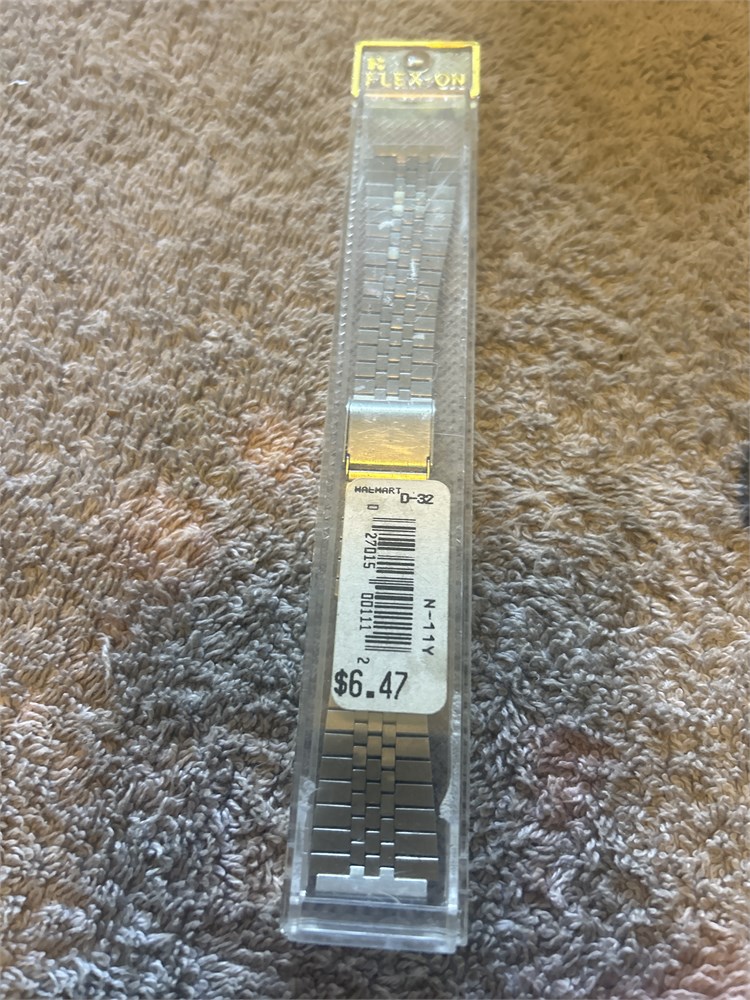 FLEX-ON
WALMART D-32
0 27015 00111 2
N-11Y
$6.47